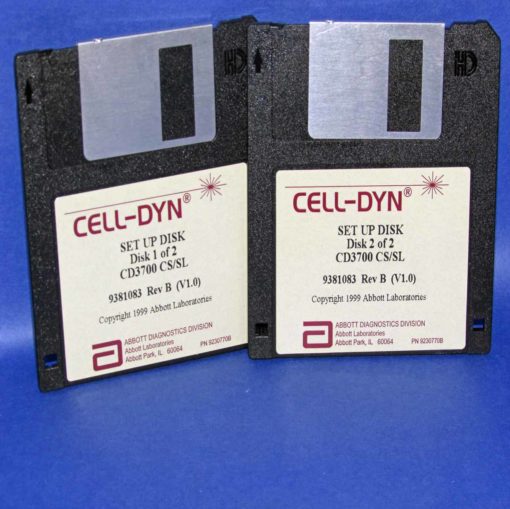 HD
CELL-DYN®
SET UP DISK
Disk 1 of 2
CD3700 CS/SL
9381083 Rev B (V1.0)
Copyright 1999 Abbott Laboratories
ABBOTT DIAGNOSTICS DIVISION
Abbott Laboratories
Abbott Park, IL 60064 PN 9230770B
HD
CELL-DYN®
SET UP DISK
Disk 2 of 2
CD3700 CS/SL
9381083 Rev B (V1.0)
Copyright 1999 Abbott Laboratories
ABBOTT DIAGNOSTICS DIVISION
Abbott Laboratories
Abbott Park, IL 60064 PN 9230770B